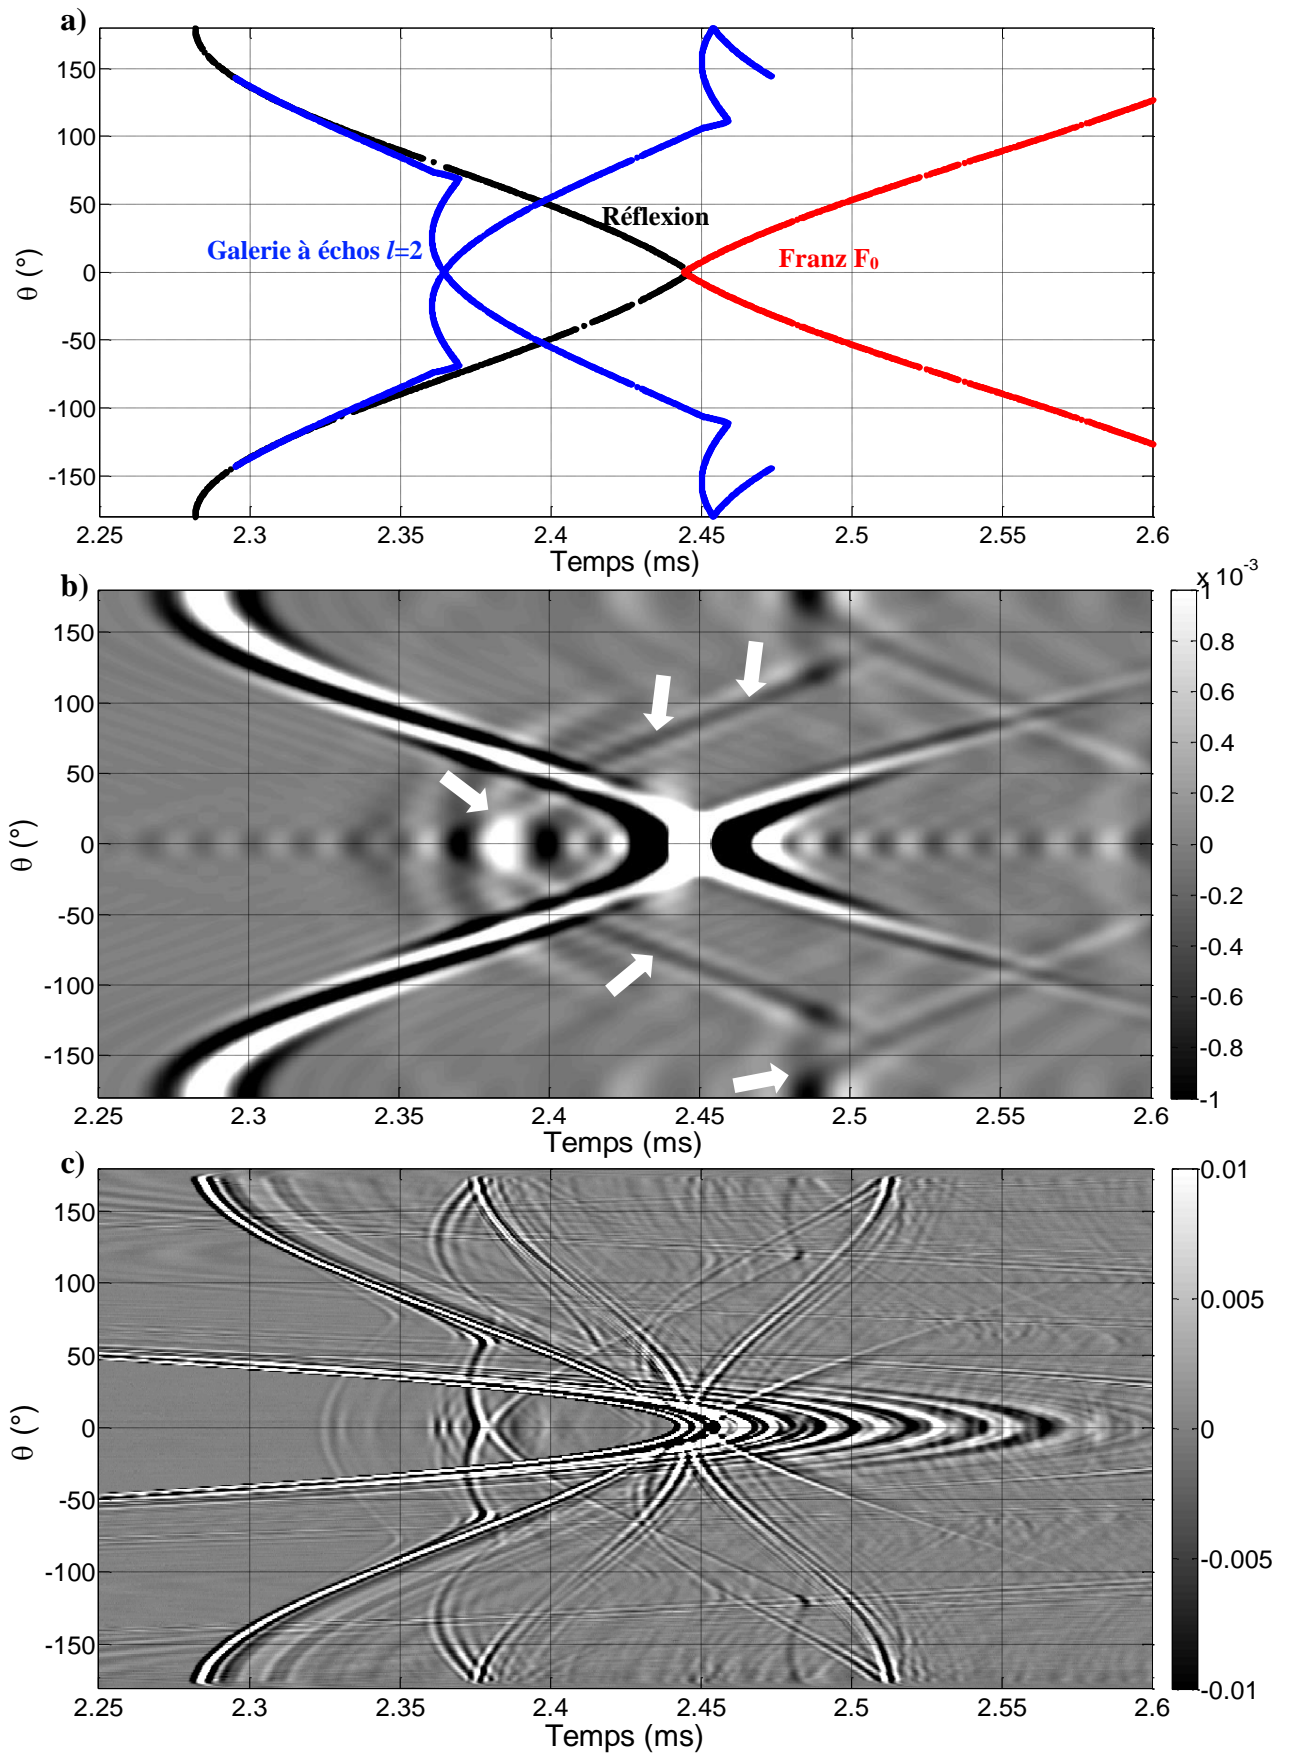 a)
150
100
50
0
-50
-100
-150
θ (°)
Réflexion
Galerie à échos l=2
Franz F₀
2.25 2.3 2.35 2.4 2.45 2.5 2.55 2.6
Temps (ms)
b)
x 10⁻³
150
100
50
0
-50
-100
-150
θ (°)
1
0.8
0.6
0.4
0.2
0
-0.2
-0.4
-0.6
-0.8
-1
2.25 2.3 2.35 2.4 2.45 2.5 2.55 2.6
Temps (ms)
c)
150
100
50
0
-50
-100
-150
θ (°)
0.01
0.005
0
-0.005
-0.01
2.25 2.3 2.35 2.4 2.45 2.5 2.55 2.6
Temps (ms)